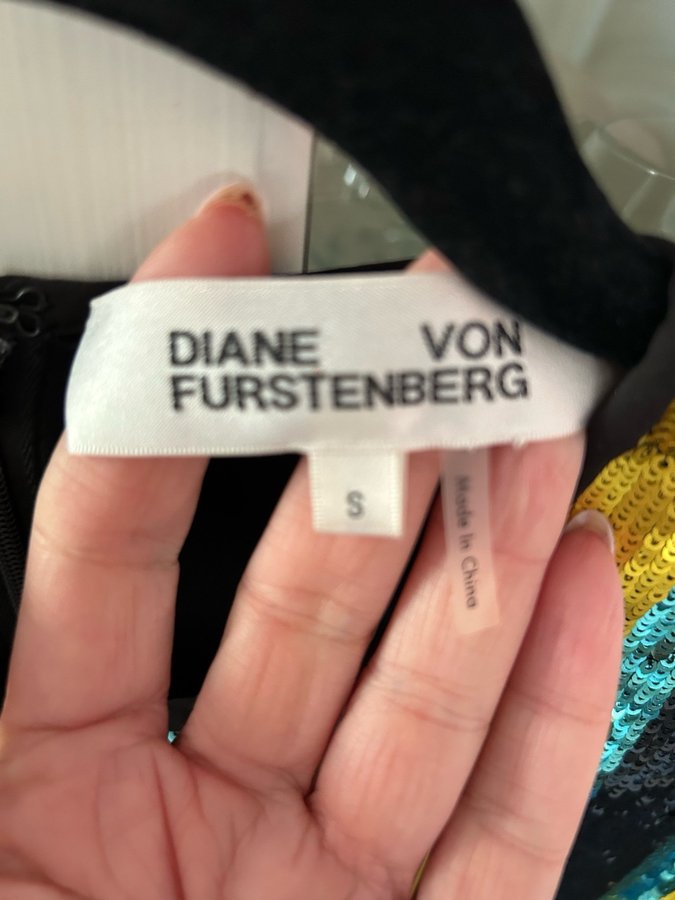 DIANE VON
FURSTENBERG
S
Made In China